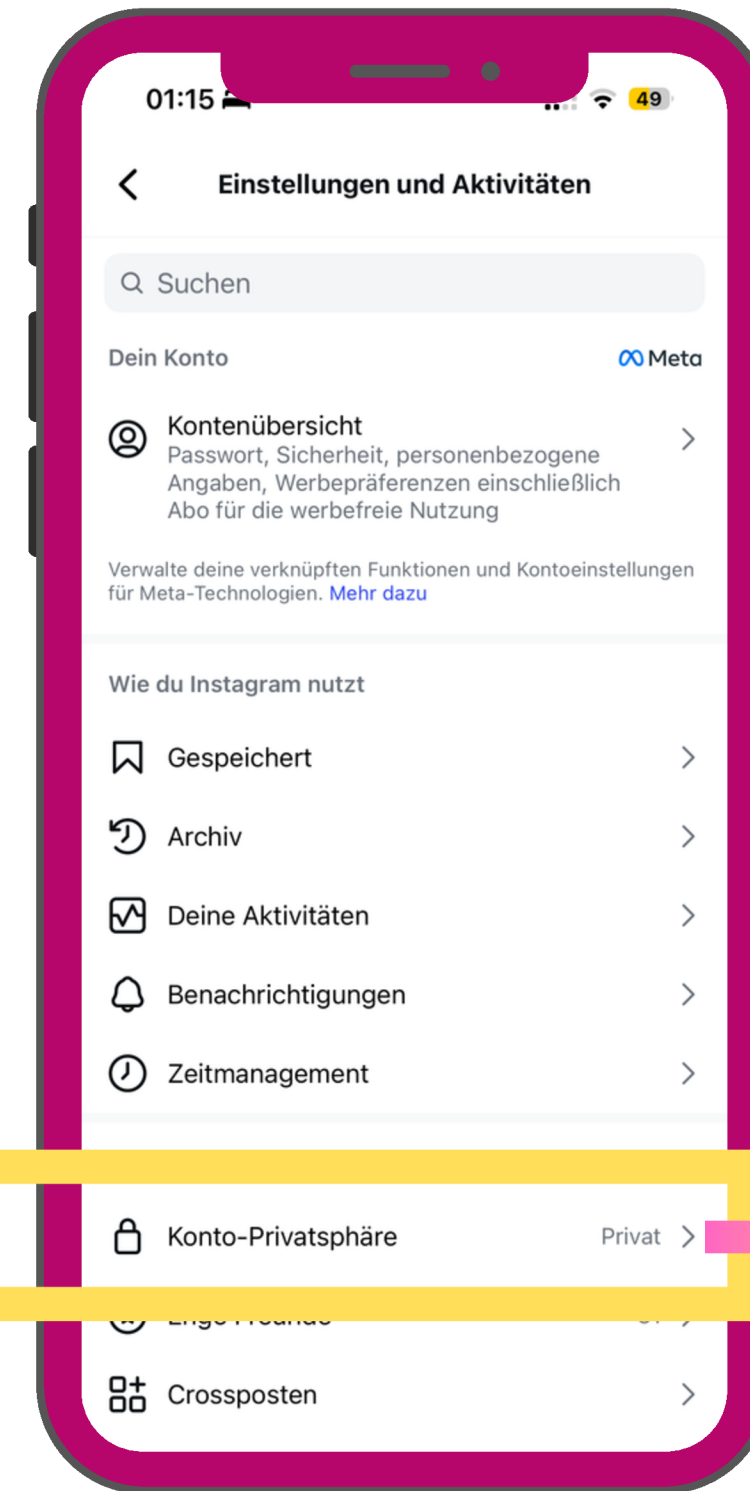 01:15
49
Einstellungen und Aktivitäten
Suchen
Dein Konto
Meta
Kontenübersicht
Passwort, Sicherheit, personenbezogene
Angaben, Werbepräferenzen einschließlich
Abo für die werbefreie Nutzung
Verwalte deine verknüpften Funktionen und Kontoeinstellungen
für Meta-Technologien. Mehr dazu
Wie du Instagram nutzt
Gespeichert
Archiv
Deine Aktivitäten
Benachrichtigungen
Zeitmanagement
Konto-Privatsphäre
Privat
Enge Freunde
Crossposten